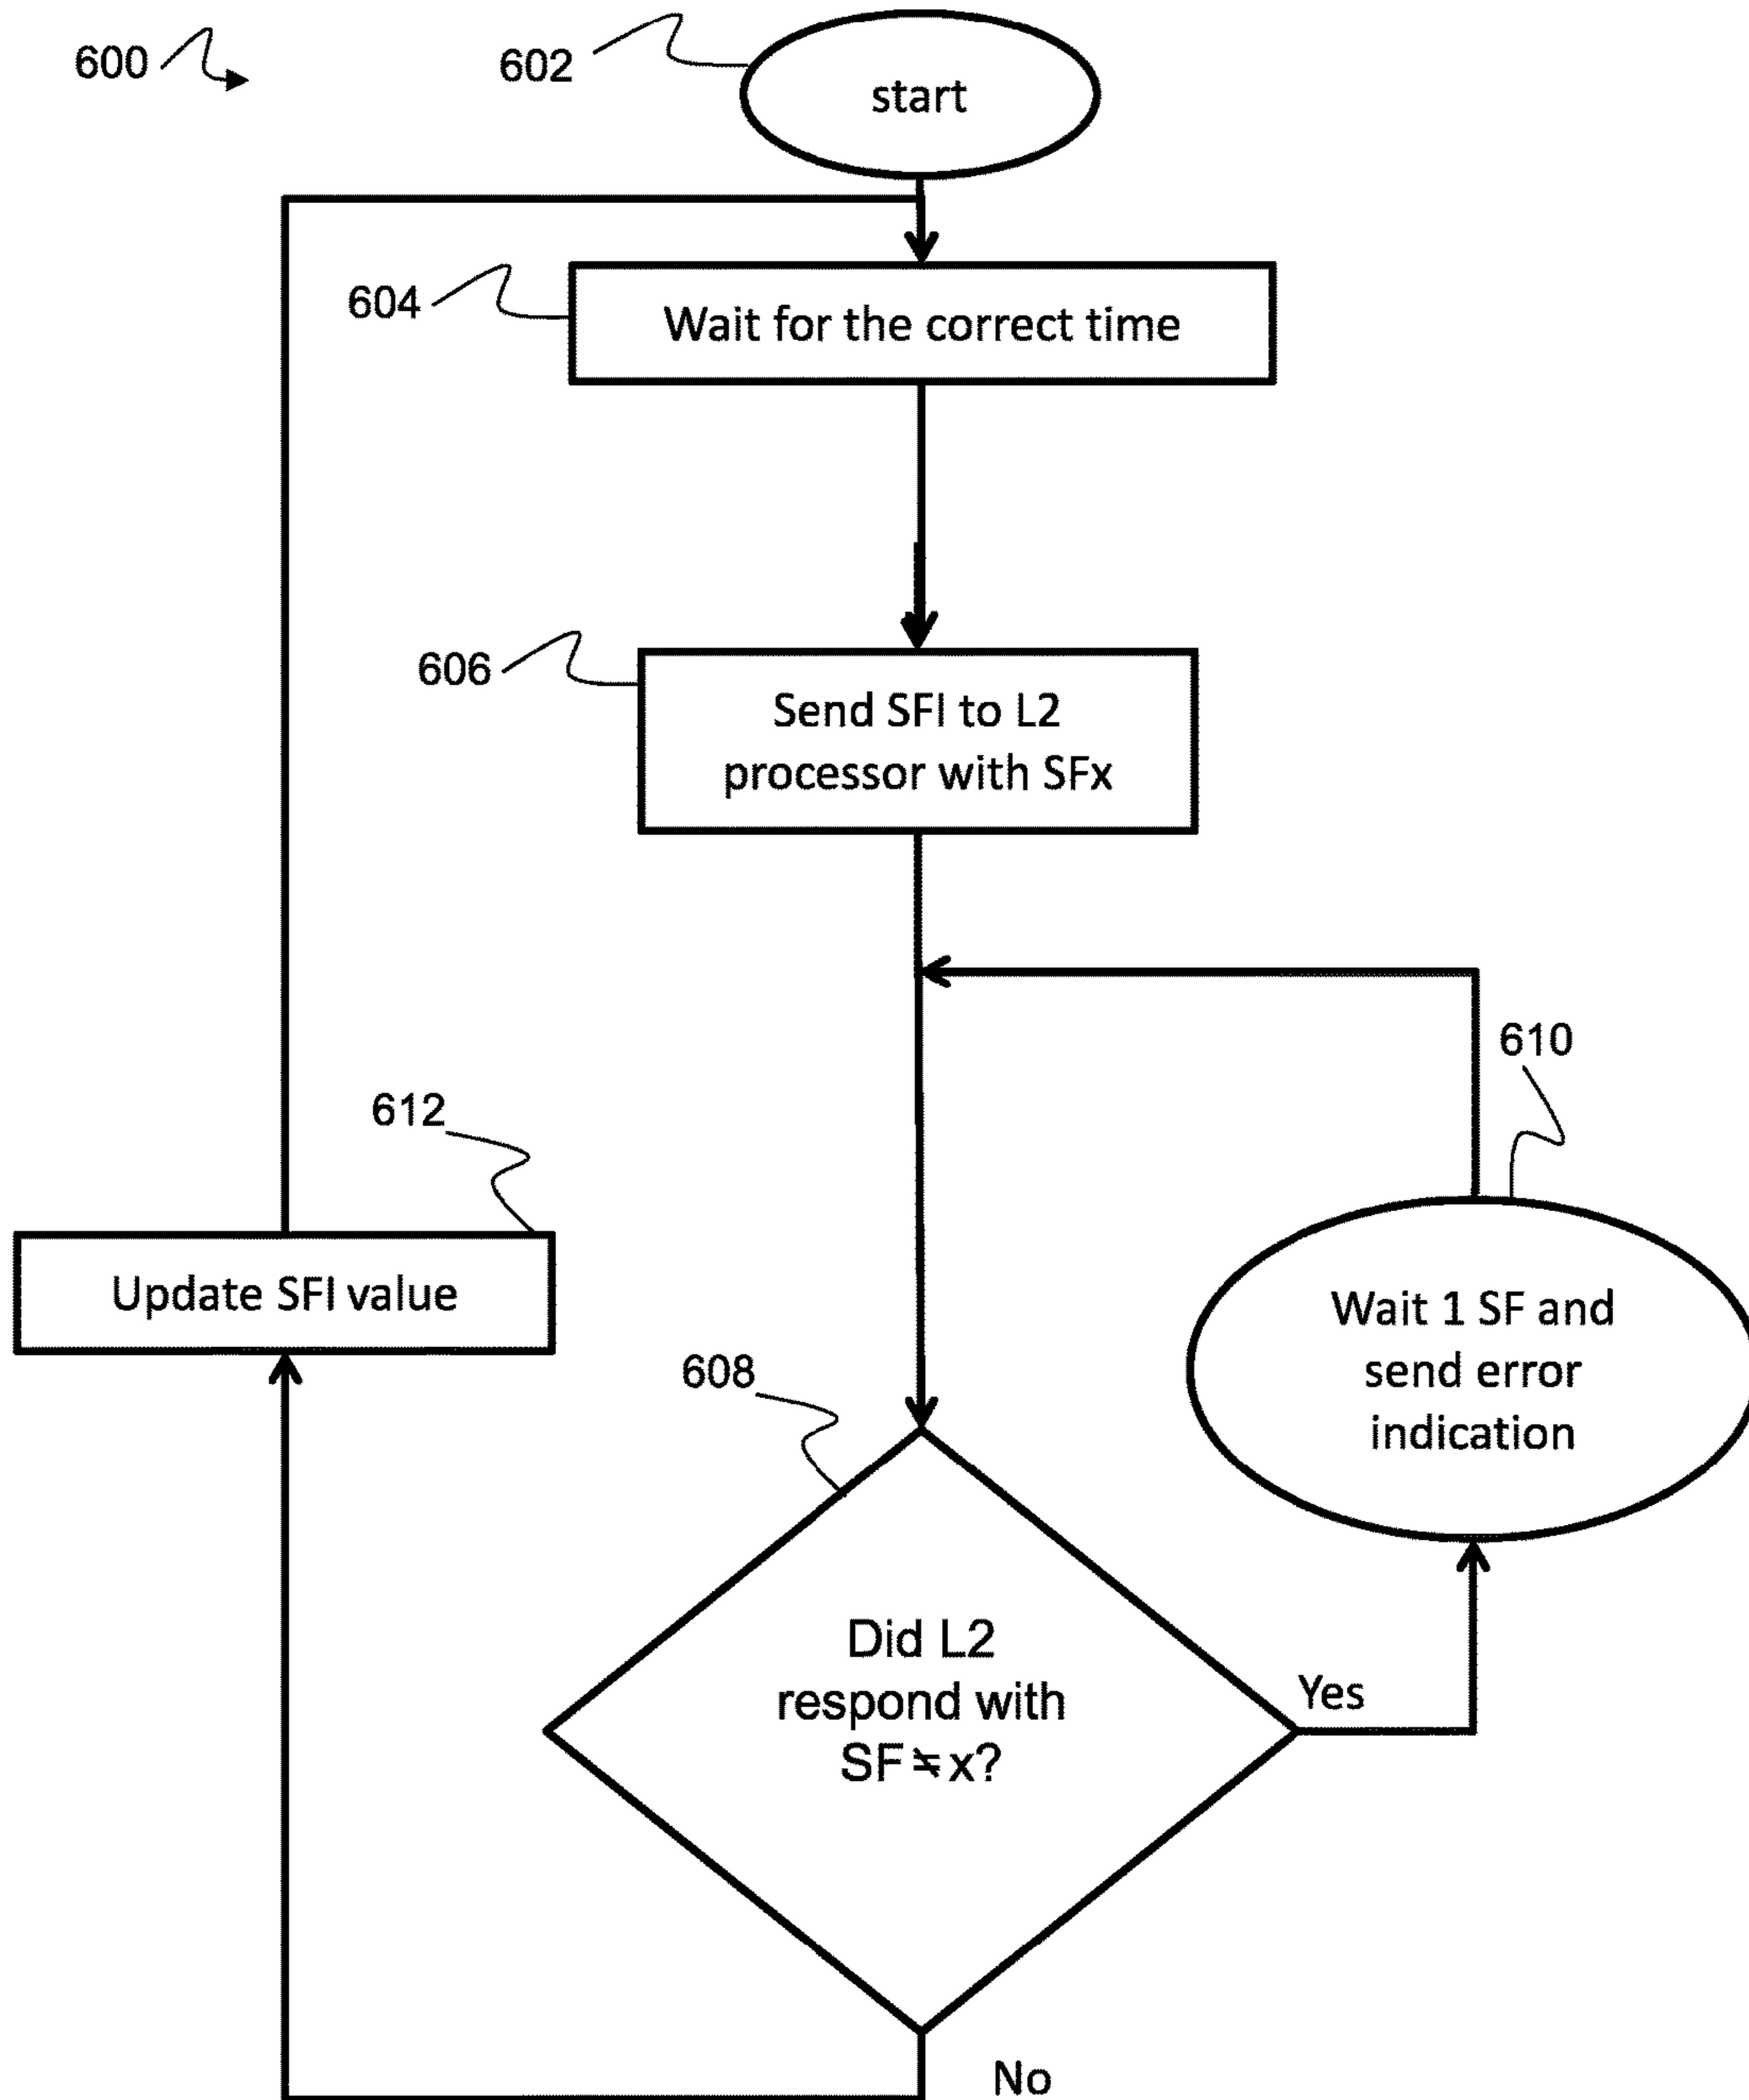 600
602
start
604
Wait for the correct time
606
Send SFI to L2
processor with SFx
610
612
Update SFI value
Wait 1 SF and
send error
indication
608
Did L2
respond with
SF ≠ x?
Yes
No